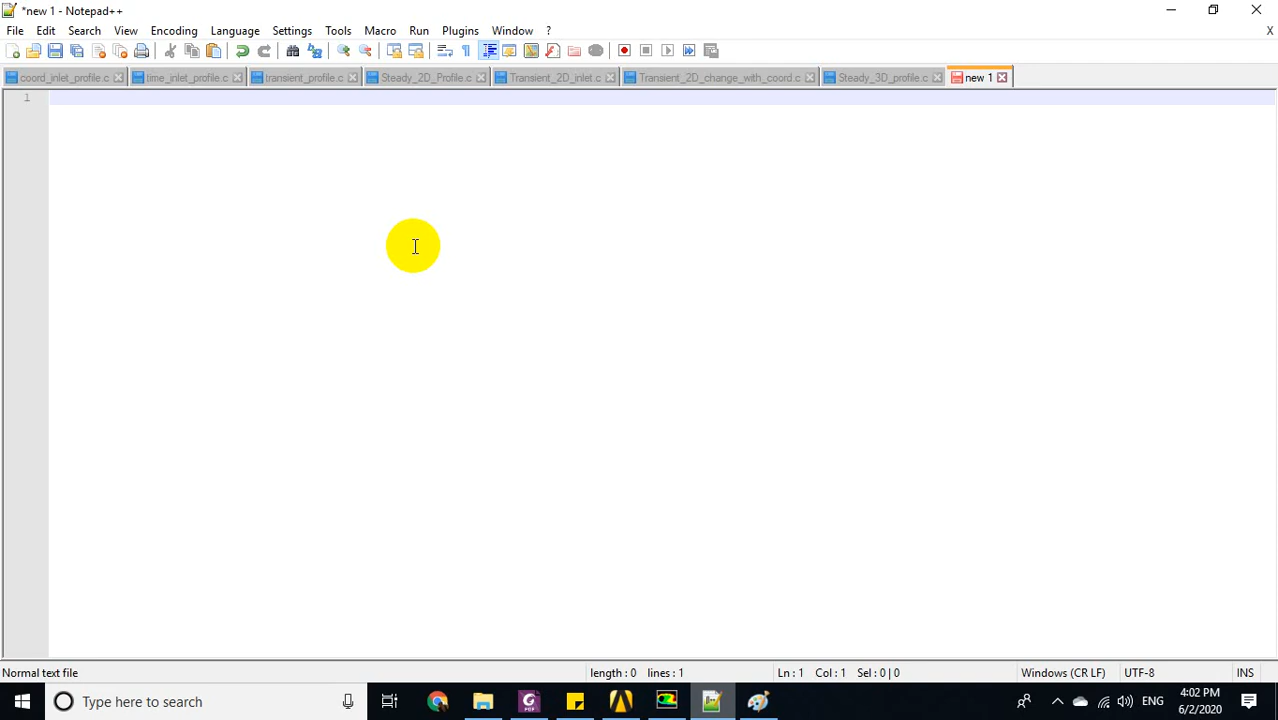 *new 1 - Notepad++
File Edit Search View Encoding Language Settings Tools Macro Run Plugins Window ? X
coord_inlet_profile.c time_inlet_profile.c transient_profile.c Steady_2D_Profile.c Transient_2D_inlet.c Transient_2D_change_with_coord.c Steady_3D_profile.c new 1
1
Normal text file length : 0 lines : 1 Ln : 1 Col : 1 Sel : 0 | 0 Windows (CR LF) UTF-8 INS
Type here to search ENG 4:02 PM
6/2/2020